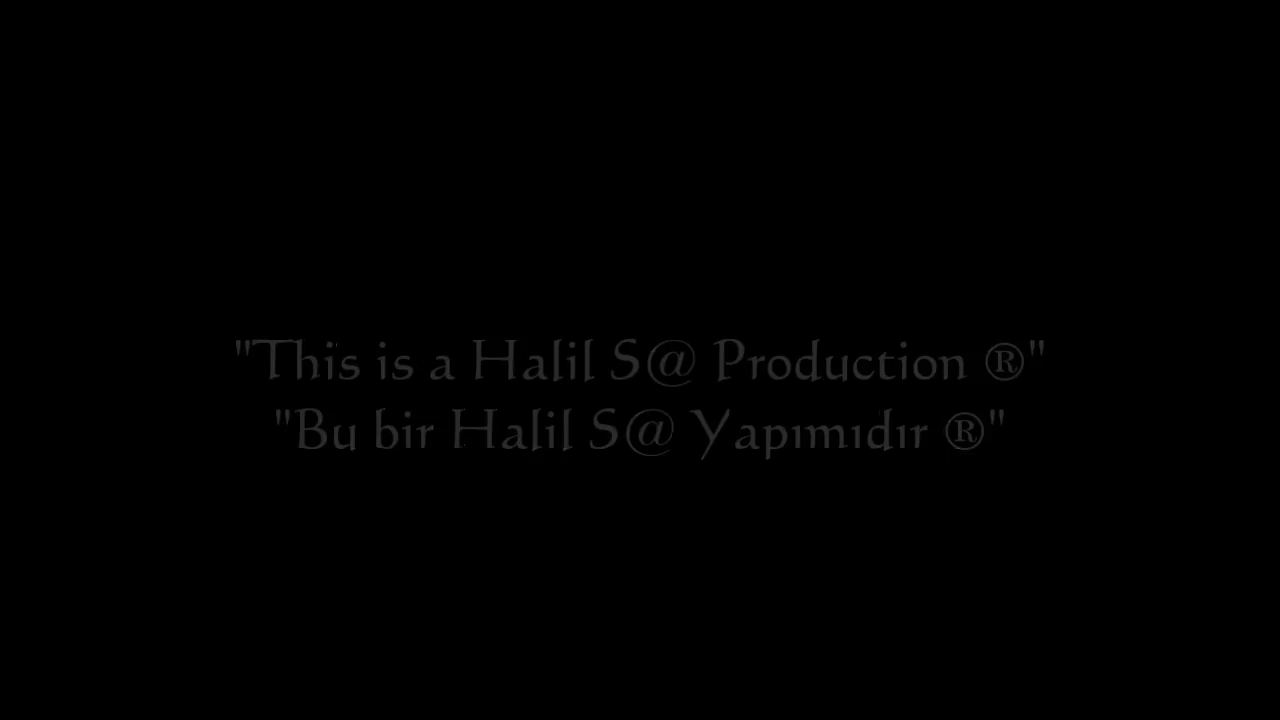 "This is a Halil S@ Production ®"
"Bu bir Halil S@ Yapımıdır ®"